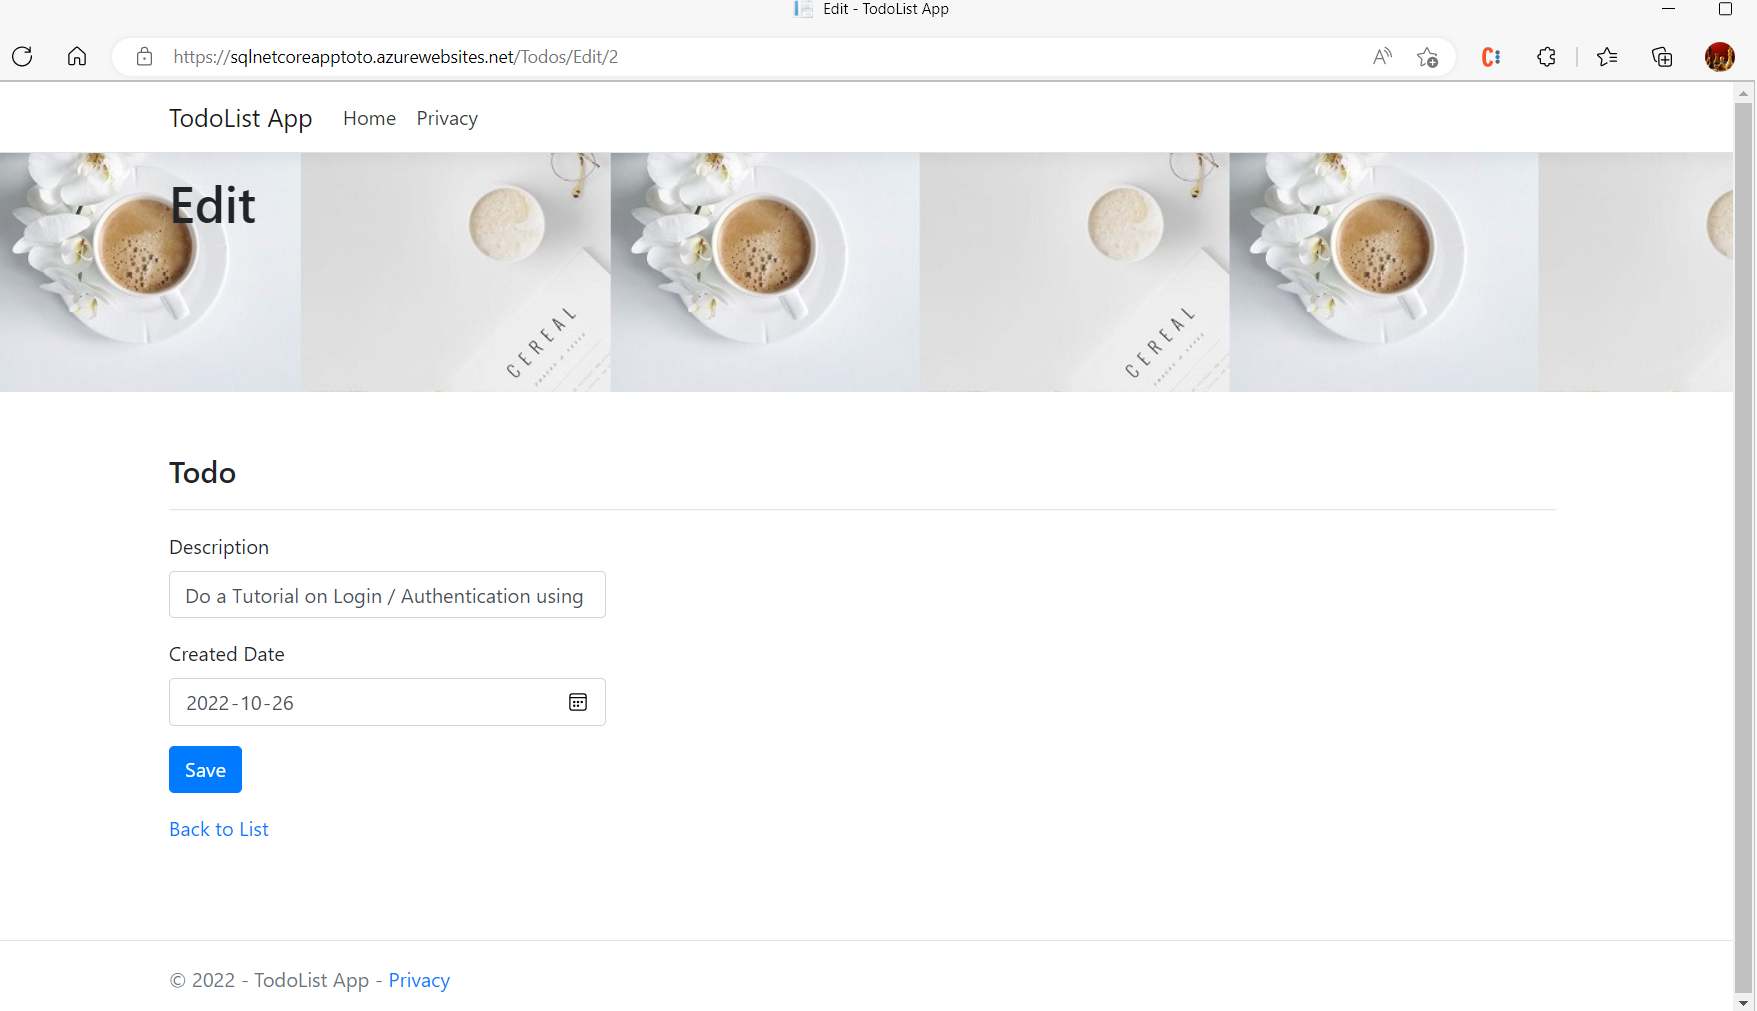 Edit - TodoList App
https://sqlnetcoreapptoto.azurewebsites.net/Todos/Edit/2
TodoList App Home Privacy
Edit
CEREAL
CEREAL
Todo
Description
Do a Tutorial on Login / Authentication using
Created Date
2022-10-26
Save
Back to List
© 2022 - TodoList App - Privacy